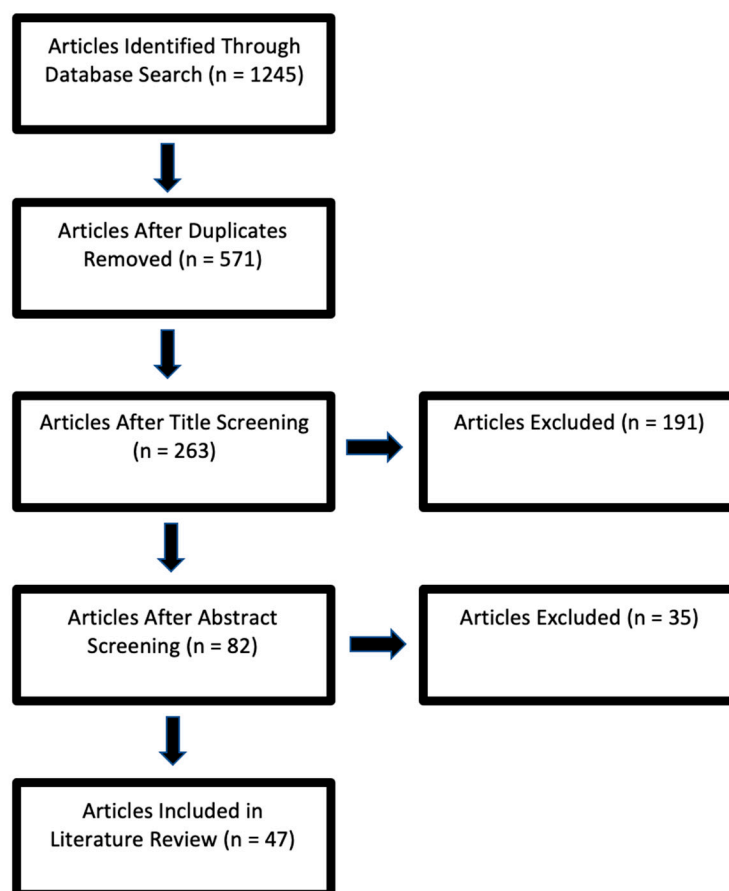 Articles Identified Through
Database Search (n = 1245)
Articles After Duplicates
Removed (n = 571)
Articles After Title Screening
(n = 263)
Articles Excluded (n = 191)
Articles After Abstract
Screening (n = 82)
Articles Excluded (n = 35)
Articles Included in
Literature Review (n = 47)